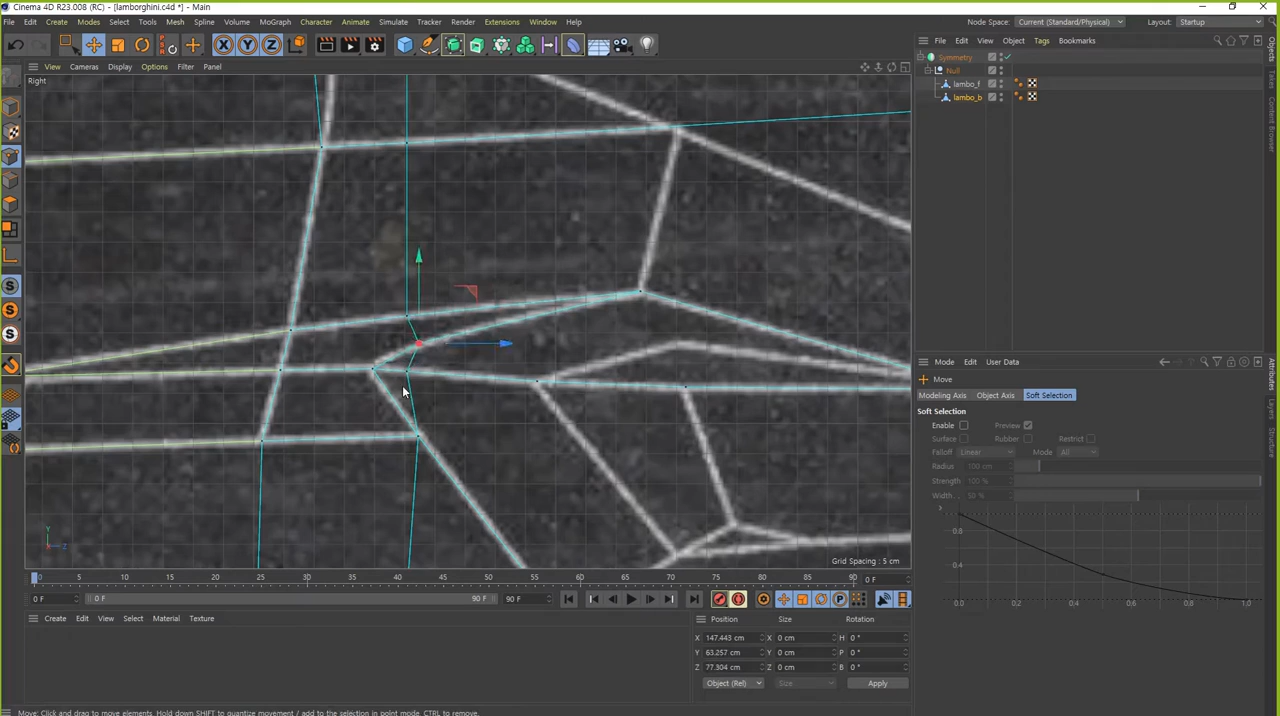 Cinema 4D R23.008 (RC) - [lamborghini.c4d *] - Main
File Edit Create Modes Select Tools Mesh Spline Volume MoGraph Character Animate Simulate Tracker Render Extensions Window Help
Node Space: Current (Standard/Physical) Layout: Startup
View Cameras Display Options Filter Panel
File Edit View Object Tags Bookmarks
Right
Symmetry
Null
lambo_f
lambo_b
Objects
Takes
Content Browser
Mode Edit User Data
Move
Modeling Axis Object Axis Soft Selection
Soft Selection
Enable Preview
Surface Rubber Restrict
Falloff Linear Mode All
Radius 100 cm
Strength 100 %
Width 50 %
0.8
0.4
0.0 0.2 0.4 0.6 0.8 1.0
Attributes
Layers
Structure
Y
Z
Grid Spacing : 5 cm
0 5 10 15 20 25 30 35 40 45 50 55 60 65 70 75 80 85 90 0 F
0 F 0 F 90 F 90 F
Create Edit View Select Material Texture
Position Size Rotation
X 147.443 cm X 0 cm H 0 °
Y 63.257 cm Y 0 cm P 0 °
Z 77.304 cm Z 0 cm B 0 °
Object (Rel) Size Apply
Move: Click and drag to move elements. Hold down SHIFT to quantize movement / add to the selection in point mode, CTRL to remove.